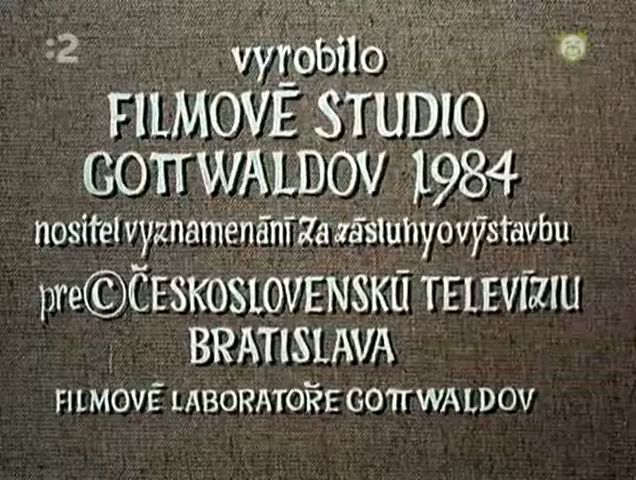 :2
vyrobilo
FILMOVÉ STUDIO
GOTTWALDOV 1984
nositel vyznamenání Za zásluhy o výstavbu
pre © ČESKOSLOVENSKÚ TELEVÍZIU
BRATISLAVA
FILMOVÉ LABORATOŘE GOTTWALDOV